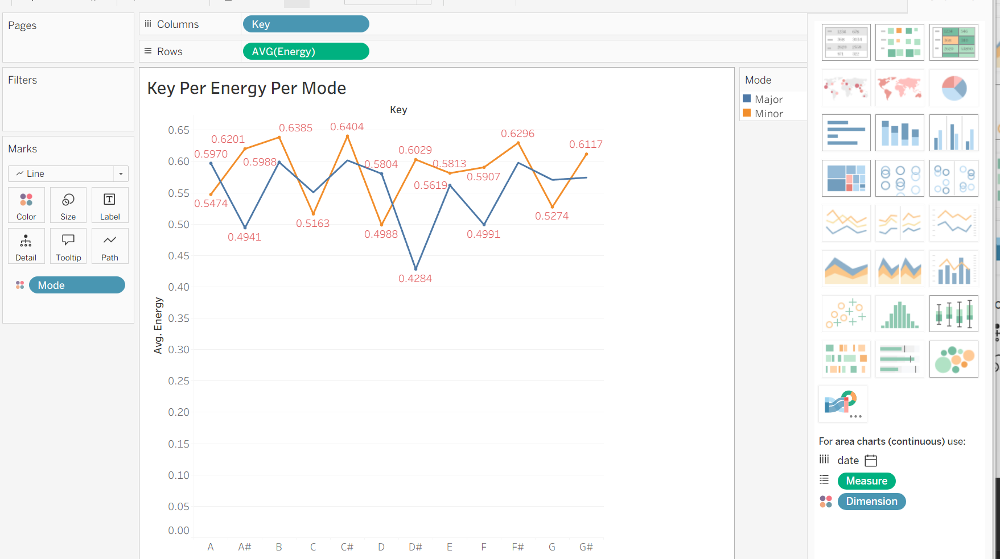 Pages
Columns
Key
Rows
AVG(Energy)
Filters
Marks
Line
Color
Size
Label
Detail
Tooltip
Path
Mode
Key Per Energy Per Mode
Key
0.65
0.60
0.55
0.50
0.45
0.40
0.35
0.30
0.25
0.20
0.15
0.10
0.05
0.00
Avg. Energy
0.6385
0.6404
0.6201
0.6296
0.5970
0.6029
0.6117
0.5988
0.5804
0.5813
0.5907
0.5619
0.5474
0.5274
0.5163
0.4941
0.4988
0.4991
0.4284
A
A#
B
C
C#
D
D#
E
F
F#
G
G#
Mode
Major
Minor
For area charts (continuous) use:
date
Measure
Dimension